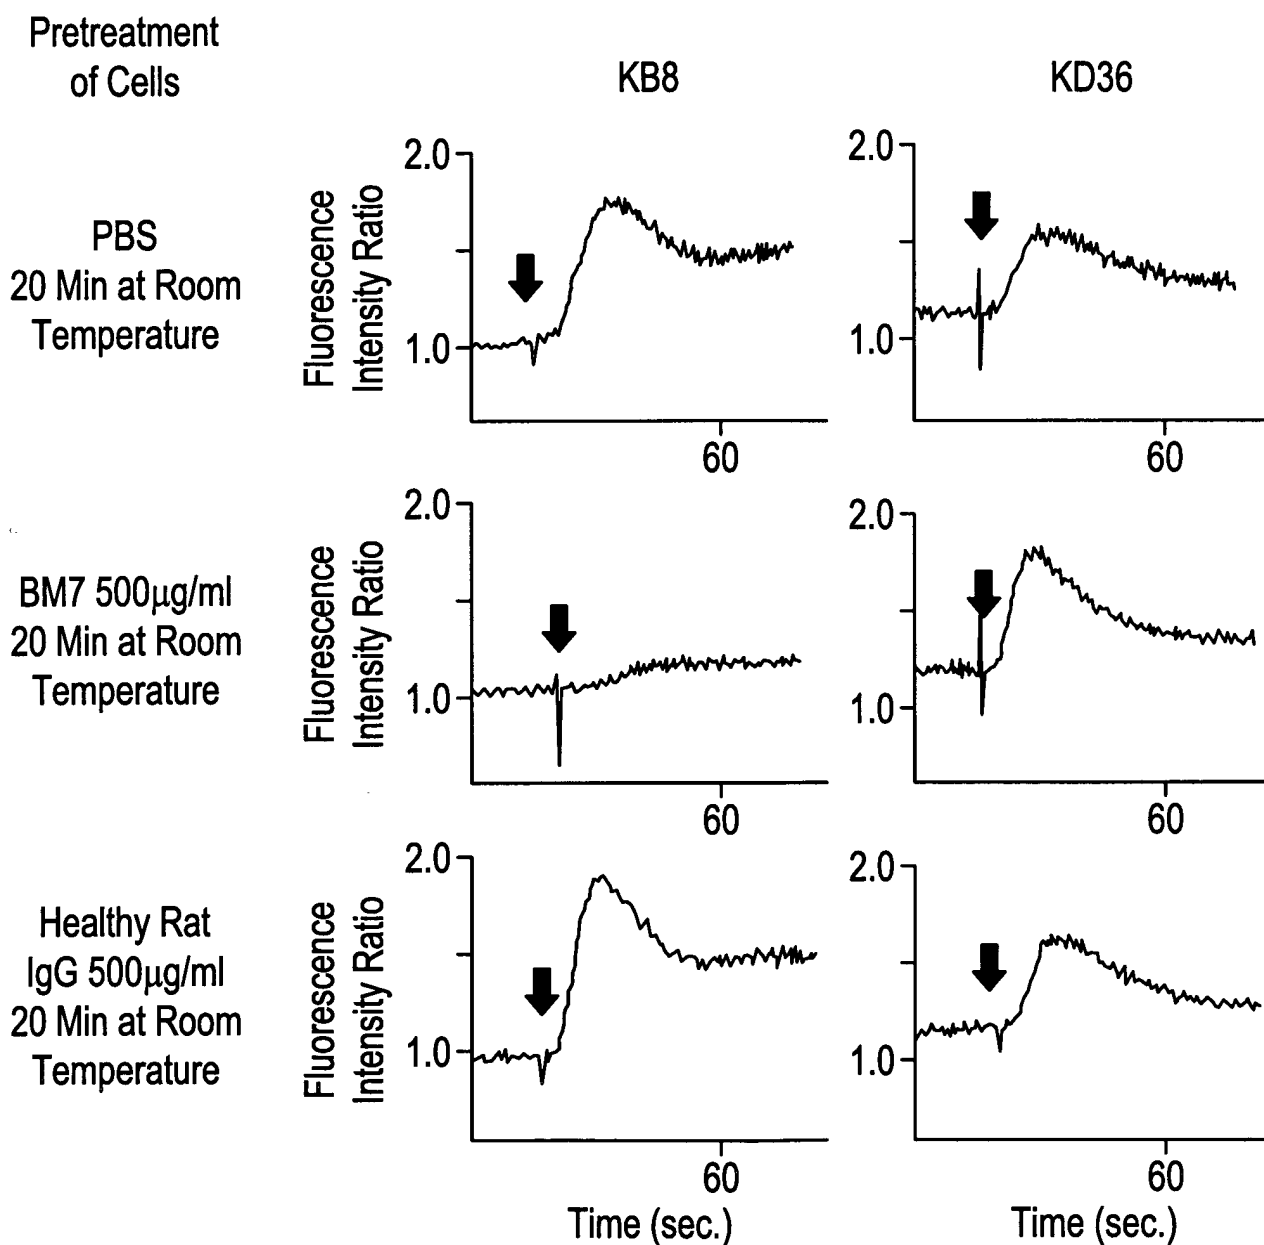 Pretreatment
of Cells
KB8
KD36
PBS
20 Min at Room
Temperature
Fluorescence
Intensity Ratio
2.0
1.0
60
2.0
1.0
60
BM7 500µg/ml
20 Min at Room
Temperature
Fluorescence
Intensity Ratio
2.0
1.0
60
2.0
1.0
60
Healthy Rat
IgG 500µg/ml
20 Min at Room
Temperature
Fluorescence
Intensity Ratio
2.0
1.0
60
Time (sec.)
2.0
1.0
60
Time (sec.)